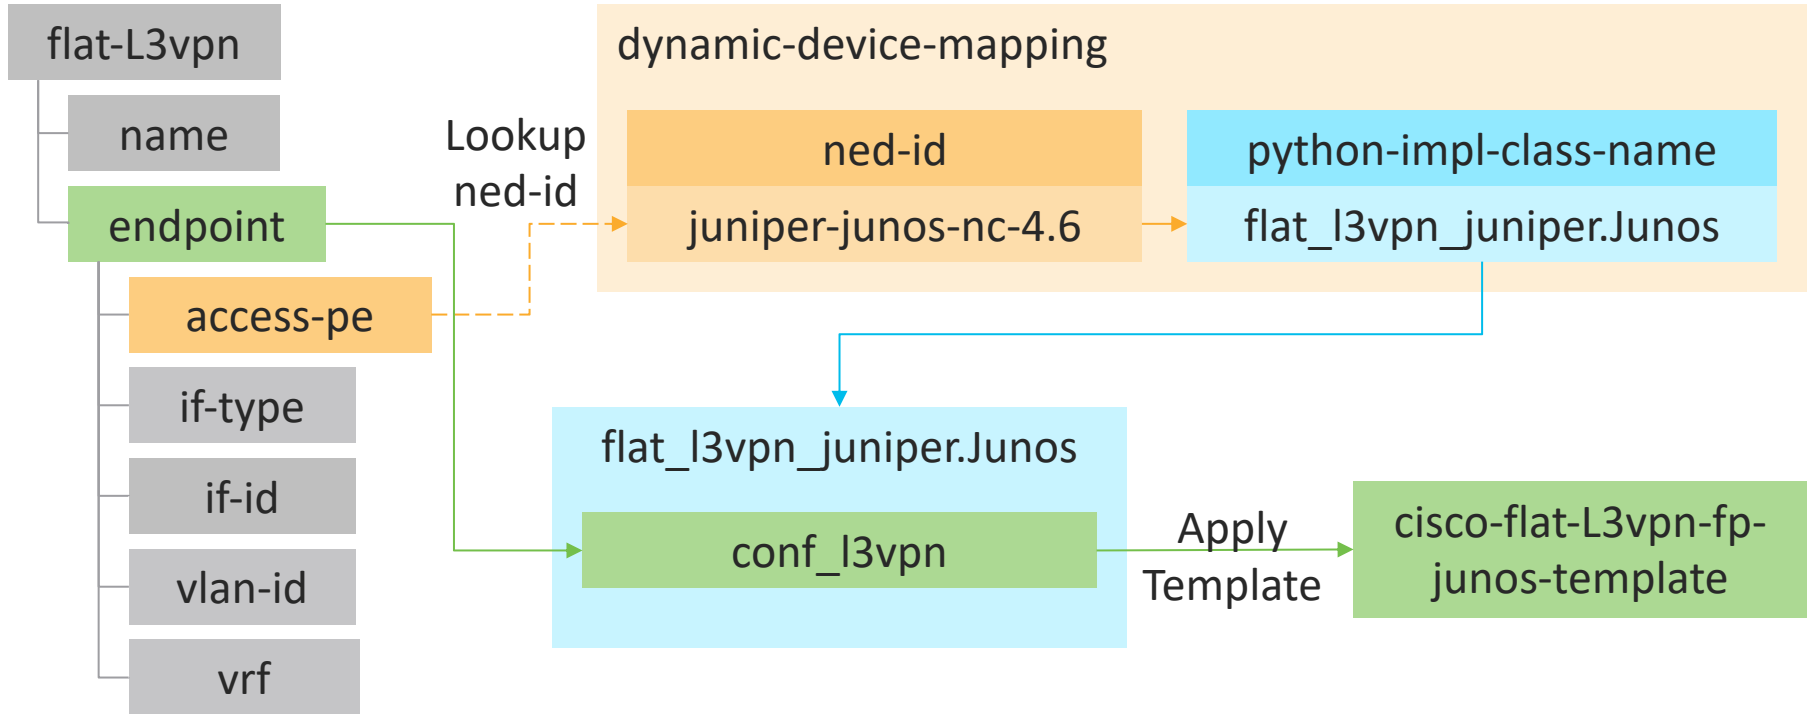 flat-L3vpn
name
endpoint
access-pe
if-type
if-id
vlan-id
vrf
Lookup
ned-id
dynamic-device-mapping
ned-id
python-impl-class-name
juniper-junos-nc-4.6
flat_l3vpn_juniper.Junos
flat_l3vpn_juniper.Junos
conf_l3vpn
Apply
Template
cisco-flat-L3vpn-fp-
junos-template